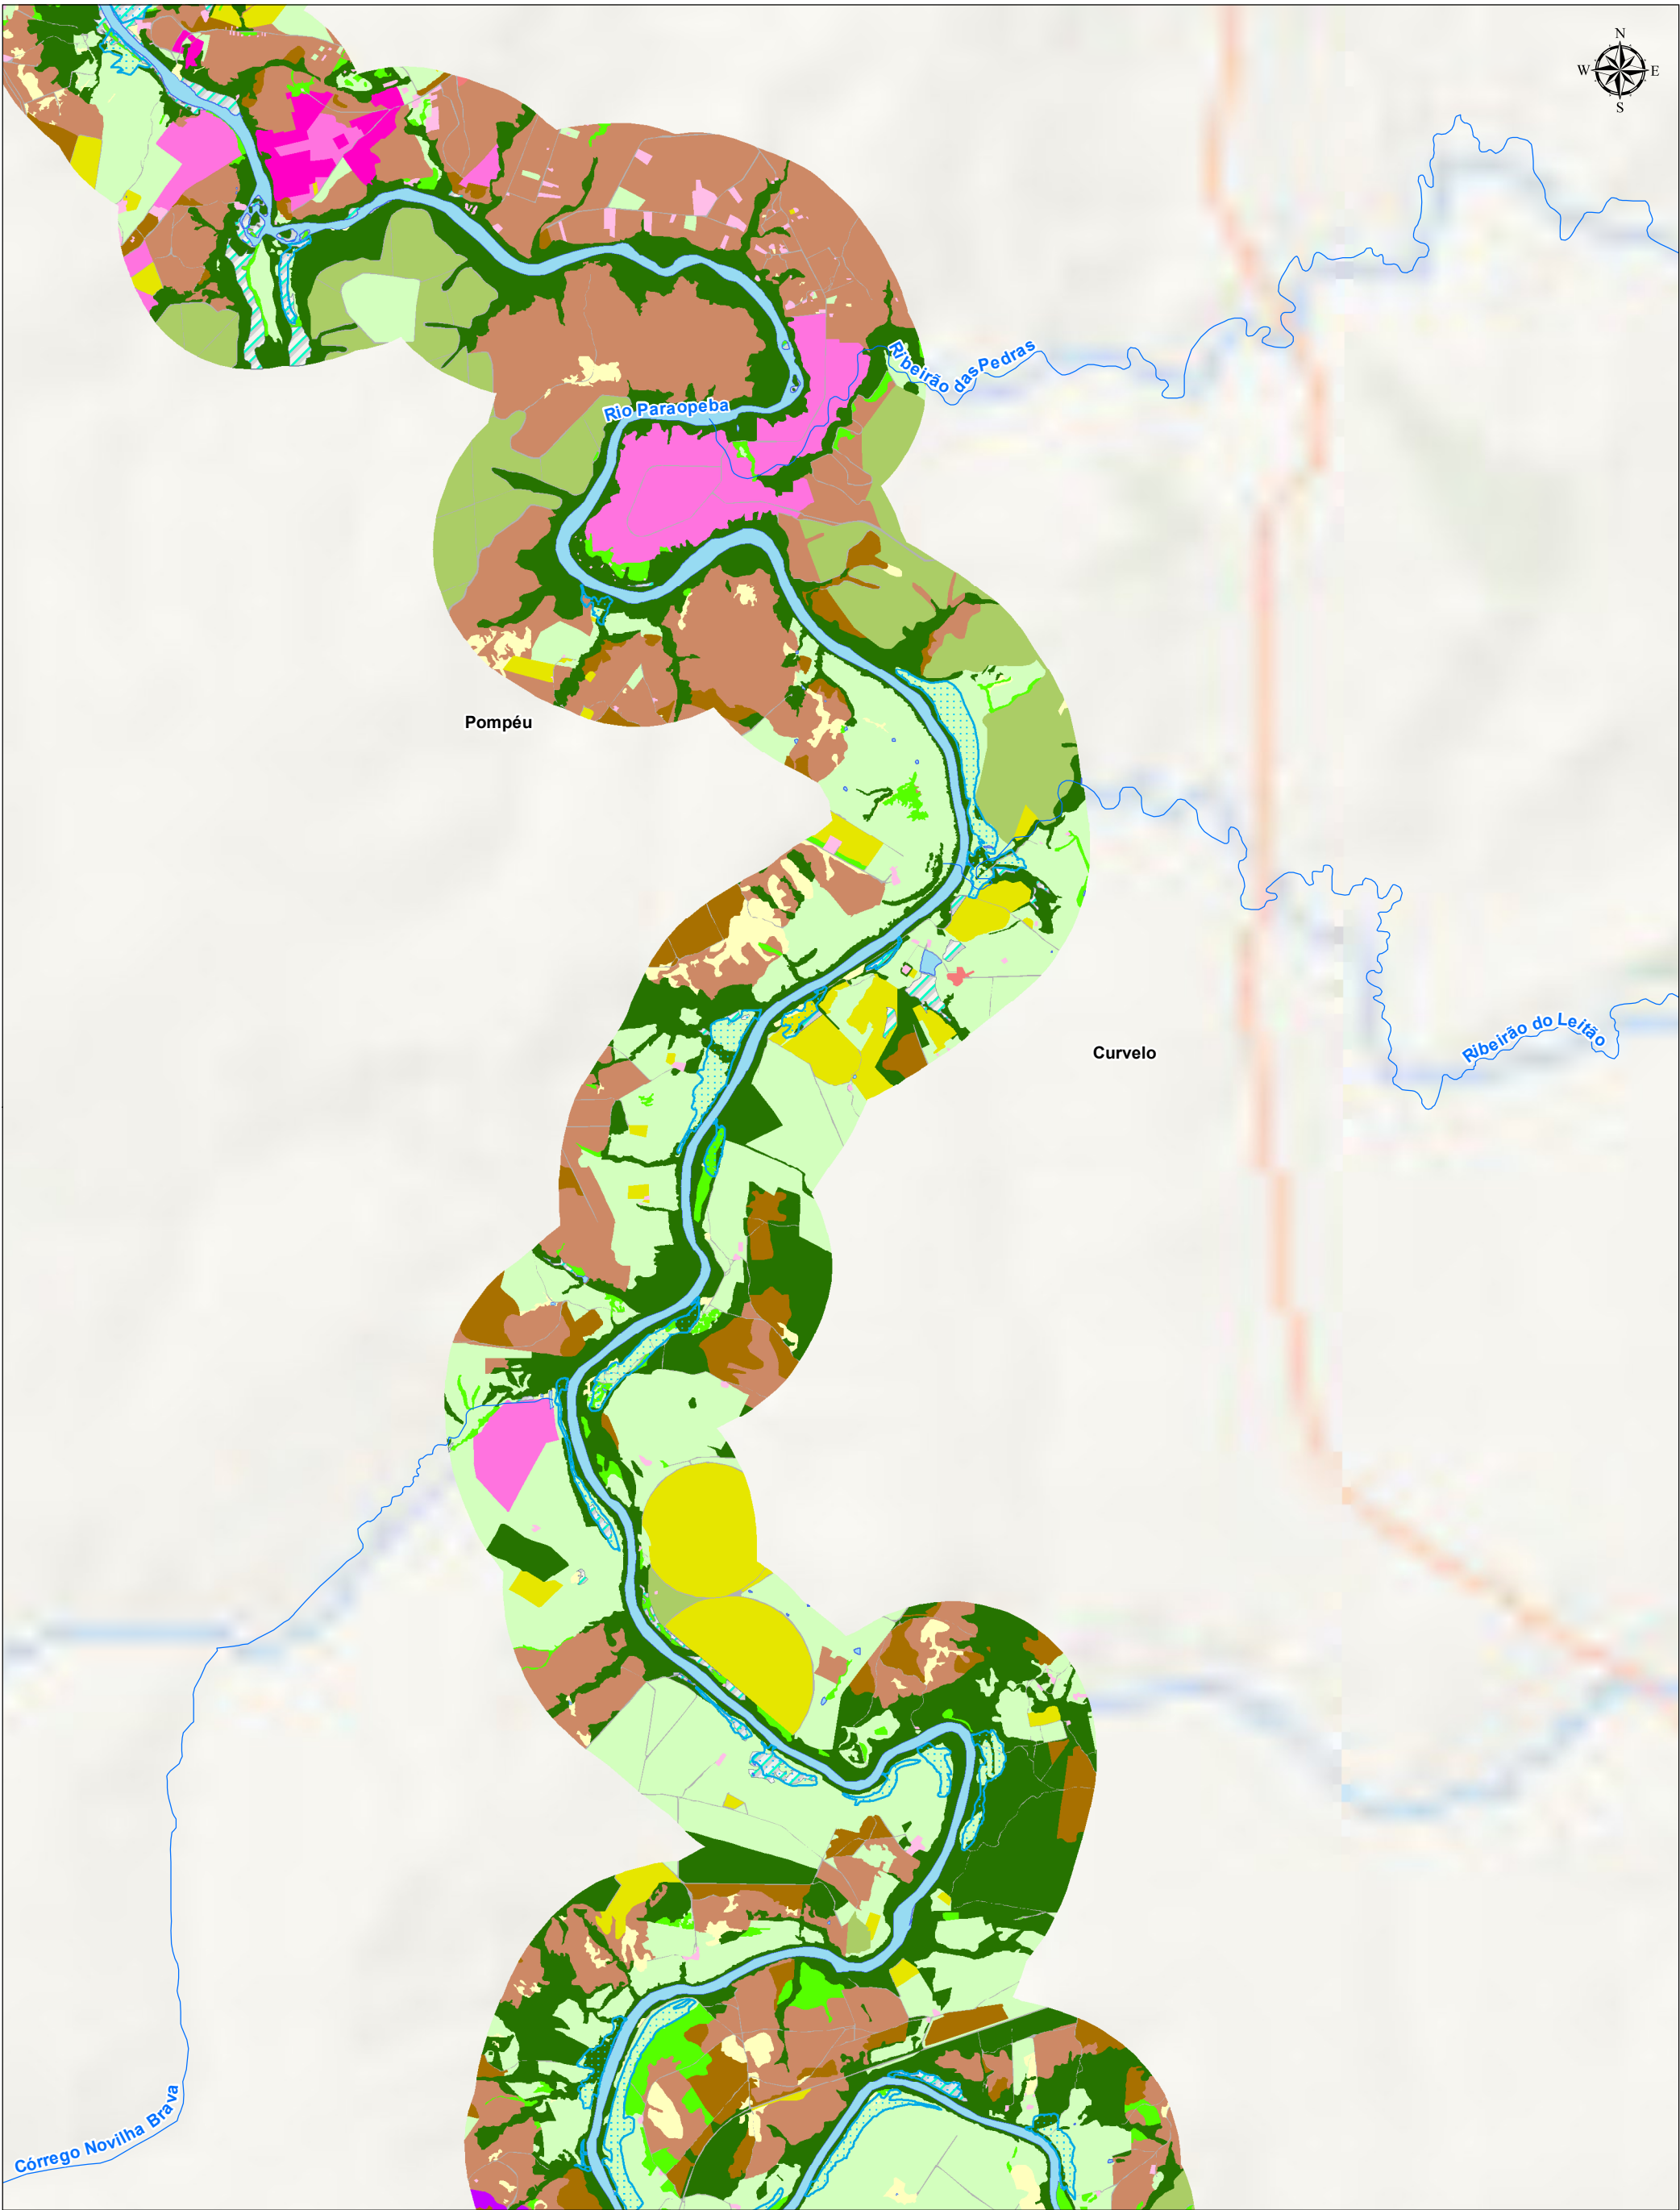 N
W E
S
Ribeirão das Pedras
Rio Paraopeba
Pompéu
Ribeirão do Leitão
Curvelo
Córrego Novilha Brava